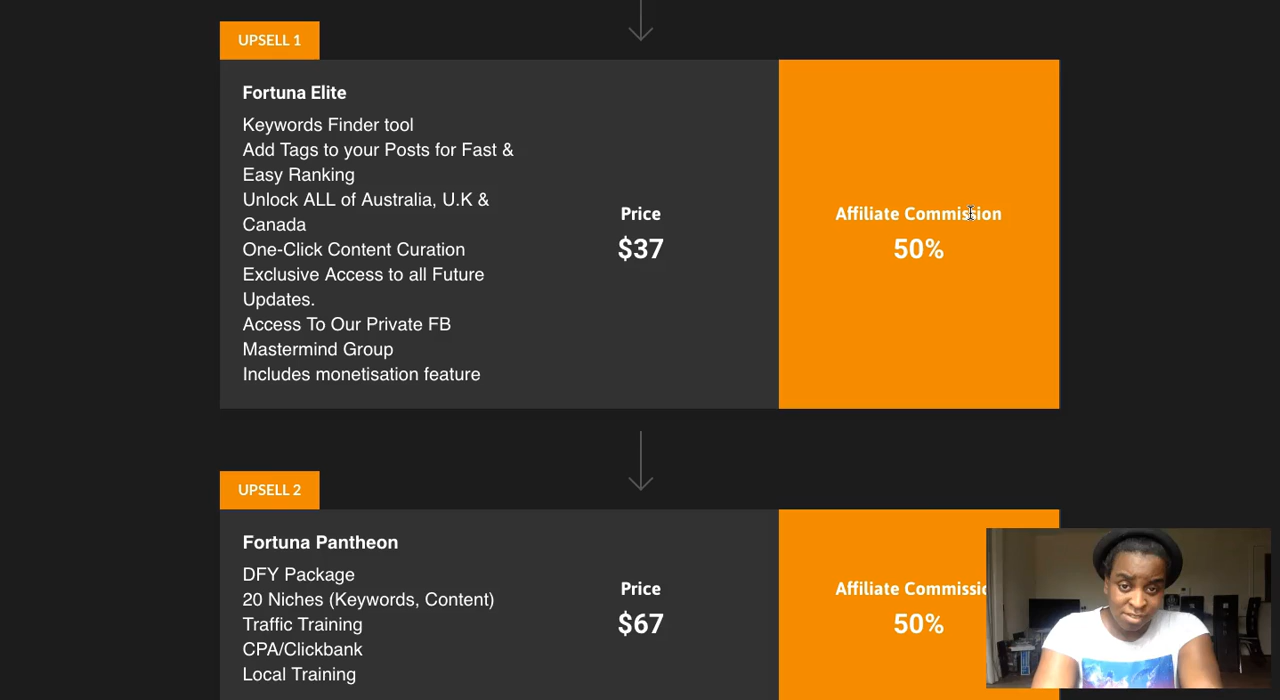 UPSELL 1
Fortuna Elite
Keywords Finder tool
Add Tags to your Posts for Fast &
Easy Ranking
Unlock ALL of Australia, U.K &
Canada
One-Click Content Curation
Exclusive Access to all Future
Updates.
Access To Our Private FB
Mastermind Group
Includes monetisation feature
Price
$37
Affiliate Commission
50%
UPSELL 2
Fortuna Pantheon
DFY Package
20 Niches (Keywords, Content)
Traffic Training
CPA/Clickbank
Local Training
Price
$67
Affiliate Commissio
50%